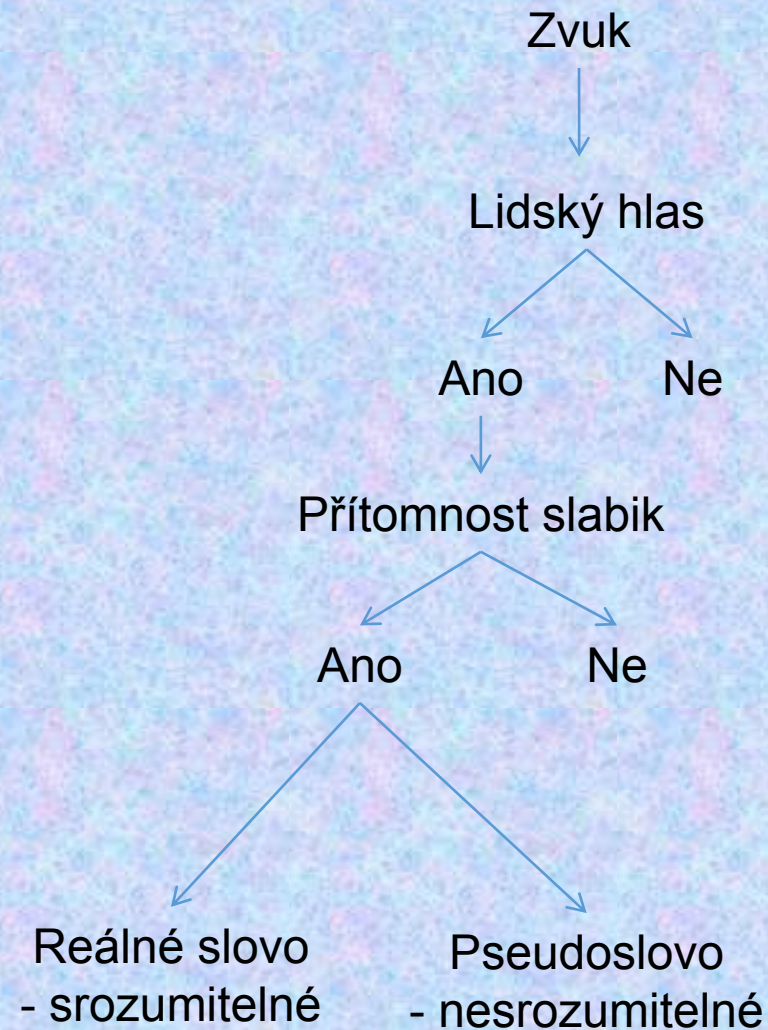 Zvuk
Lidský hlas
Ano Ne
Přítomnost slabik
Ano Ne
Reálné slovo
- srozumitelné
Pseudoslovo
- nesrozumitelné